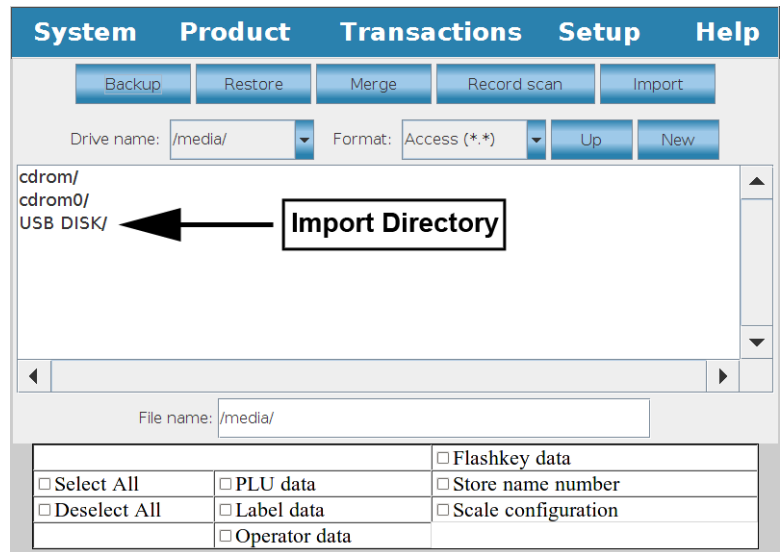 System Product Transactions Setup Help
Backup Restore Merge Record scan Import
Drive name: /media/ Format: Access (*.*) Up New
cdrom/
cdrom0/
USB DISK/ Import Directory
File name: /media/
Flashkey data
Select All PLU data Store name number
Deselect All Label data Scale configuration
Operator data